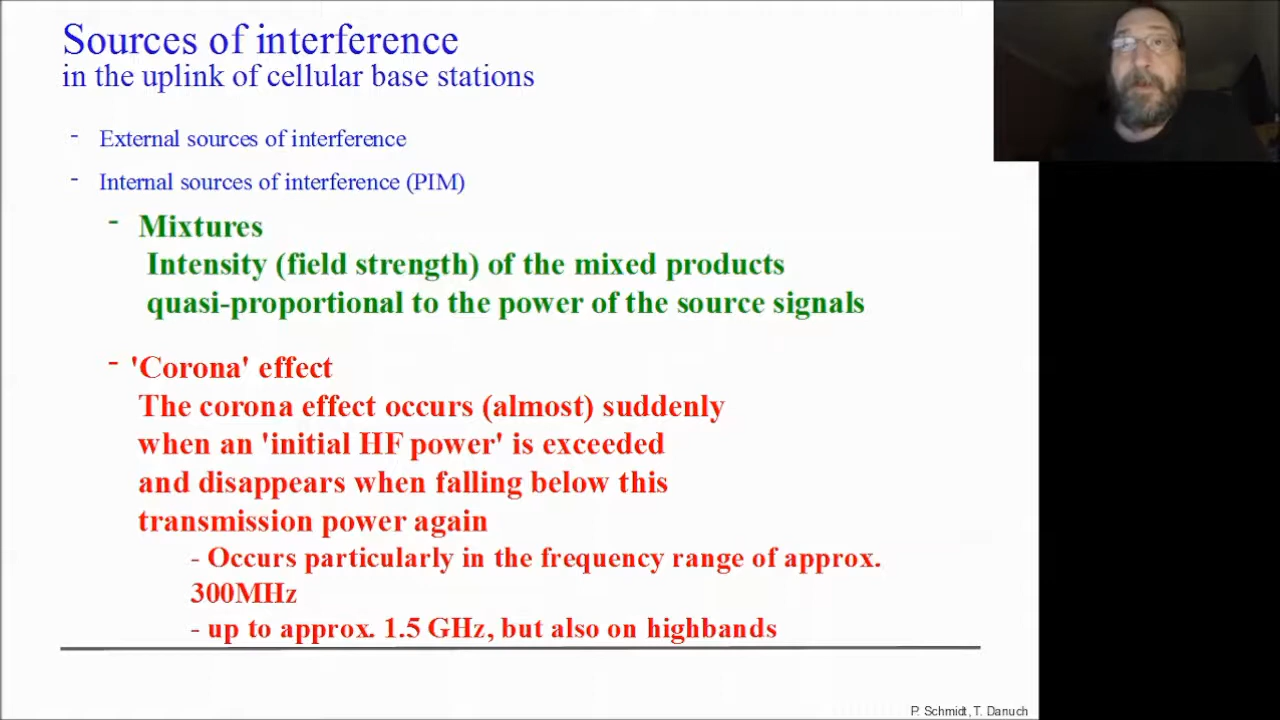 Sources of interference
in the uplink of cellular base stations
- External sources of interference
- Internal sources of interference (PIM)
- Mixtures
Intensity (field strength) of the mixed products
quasi-proportional to the power of the source signals
- 'Corona' effect
The corona effect occurs (almost) suddenly
when an 'initial HF power' is exceeded
and disappears when falling below this
transmission power again
- Occurs particularly in the frequency range of approx.
300MHz
- up to approx. 1.5 GHz, but also on highbands
P. Schmidt, T. Danuch